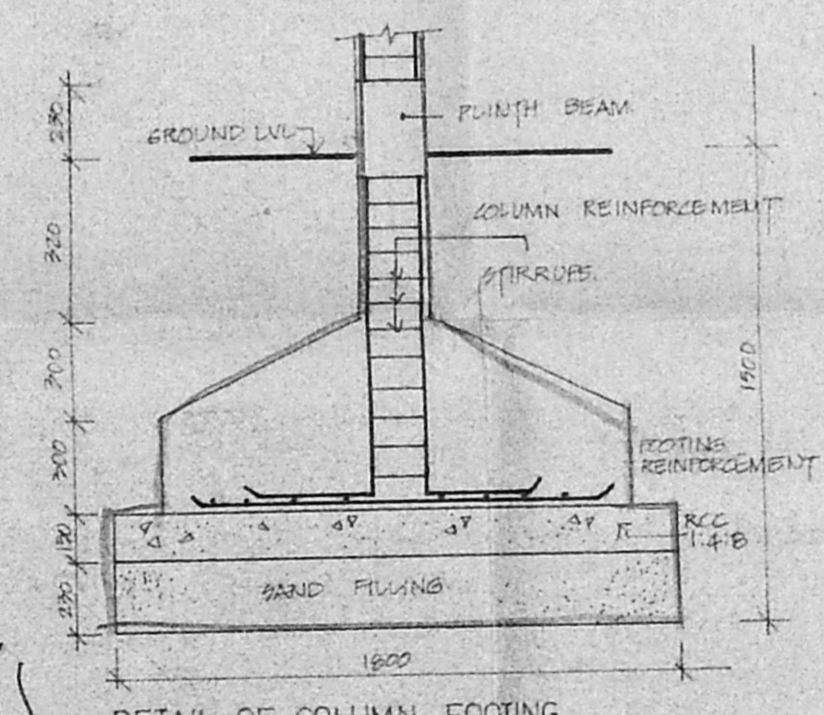 230
GROUND LVL
PLINTH BEAM
320
COLUMN REINFORCEMENT
STIRRUPS.
300
1500
300
FOOTING
REINFORCEMENT
150
RCC
1:4:8
230
SAND FILLING
1800
DETAIL OF COLUMN FOOTING